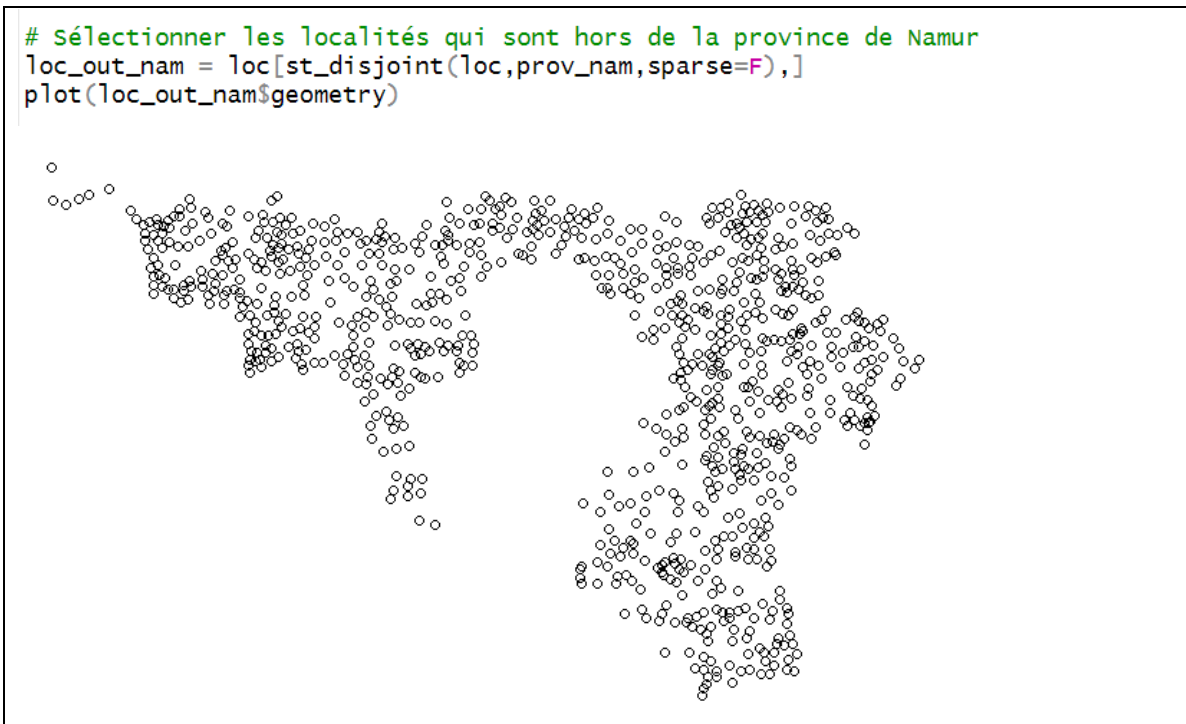 # Sélectionner les localités qui sont hors de la province de Namur
loc_out_nam = loc[st_disjoint(loc,prov_nam,sparse=F),]
plot(loc_out_nam$geometry)